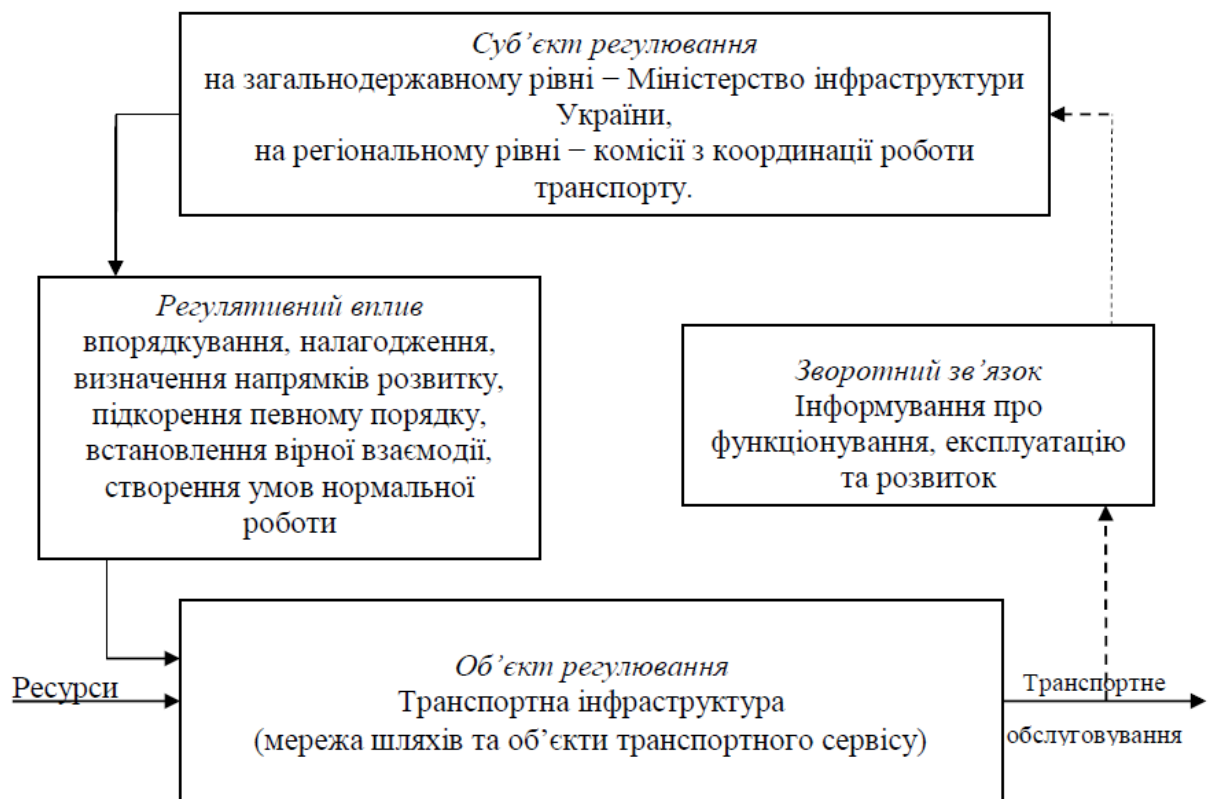 Суб’єкт регулювання
на загальнодержавному рівні − Міністерство інфраструктури
України,
на регіональному рівні − комісії з координації роботи
транспорту.
Регулятивний вплив
впорядкування, налагодження,
визначення напрямків розвитку,
підкорення певному порядку,
встановлення вірної взаємодії,
створення умов нормальної
роботи
Зворотний зв’язок
Інформування про
функціонування, експлуатацію
та розвиток
Ресурси
Об’єкт регулювання
Транспортна інфраструктура
(мережа шляхів та об’єкти транспортного сервісу)
Транспортне
обслуговування